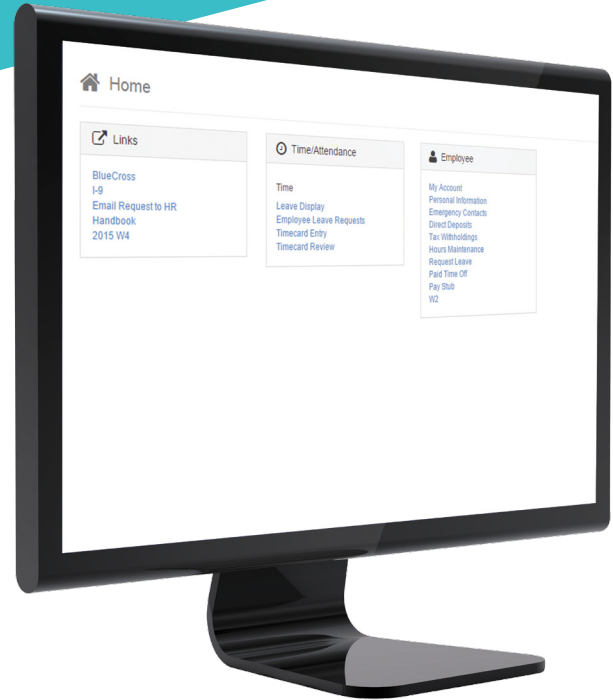 Home
Links
BlueCross
I-9
Email Request to HR
Handbook
2015 W4
Time/Attendance
Time
Leave Display
Employee Leave Requests
Timecard Entry
Timecard Review
Employee
My Account
Personal Information
Emergency Contacts
Direct Deposits
Tax Withholdings
Hours Maintenance
Request Leave
Paid Time Off
Pay Stub
W2